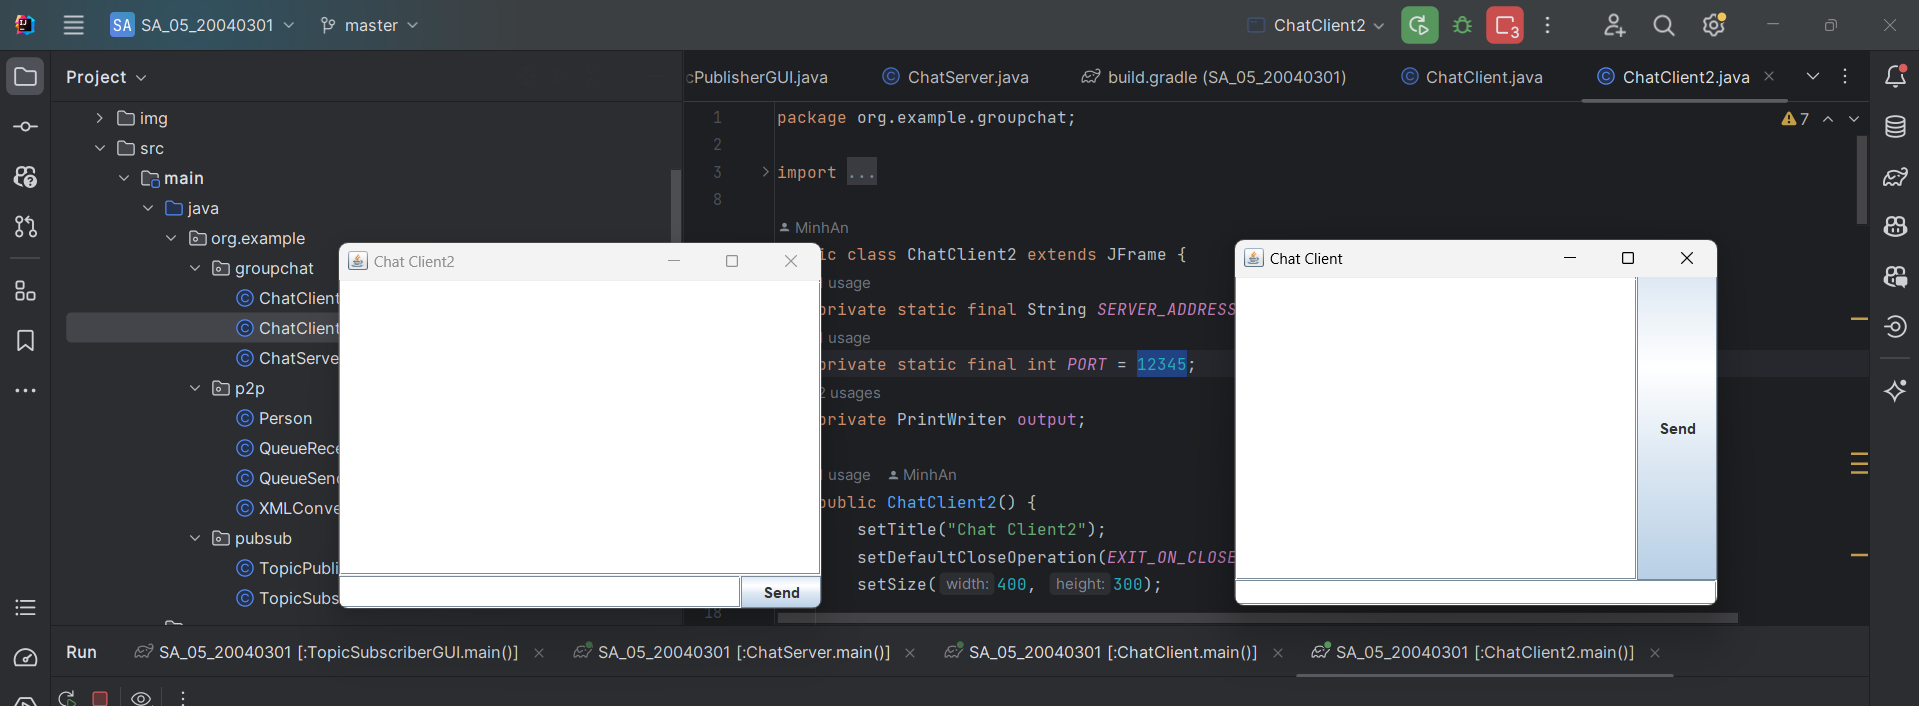 SA SA_05_20040301 master ChatClient2 3
Project
cPublisherGUI.java ChatServer.java build.gradle (SA_05_20040301) ChatClient.java ChatClient2.java
img
src
main
java
org.example
groupchat
ChatClient
ChatClient
ChatServe
p2p
Person
QueueRece
QueueSen
XMLConve
pubsub
TopicPubli
TopicSubs
7
1 package org.example.groupchat;
2
3 import ...
8
MinhAn
ic class ChatClient2 extends JFrame {
usage
private static final String SERVER_ADDRESS
usage
private static final int PORT = 12345;
2 usages
private PrintWriter output;
usage MinhAn
public ChatClient2() {
setTitle("Chat Client2");
setDefaultCloseOperation(EXIT_ON_CLOSE
setSize( width: 400, height: 300);
18
Chat Client2
Send
Chat Client
Send
Run SA_05_20040301 [:TopicSubscriberGUI.main()] SA_05_20040301 [:ChatServer.main()] SA_05_20040301 [:ChatClient.main()] SA_05_20040301 [:ChatClient2.main()]